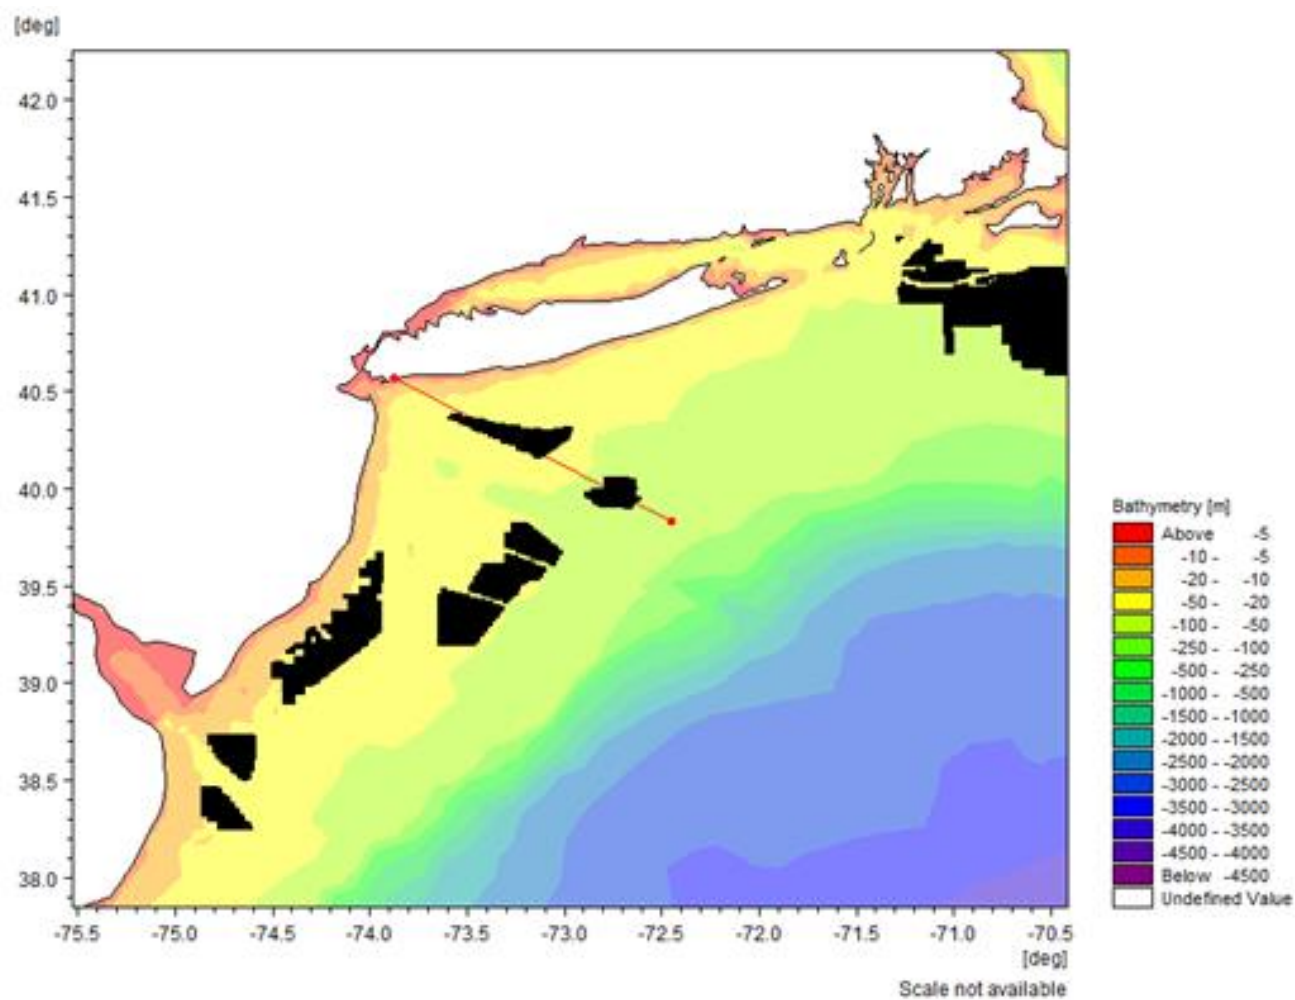 [deg]
42.0
41.5
41.0
40.5
40.0
39.5
39.0
38.5
38.0
-75.5 -75.0 -74.5 -74.0 -73.5 -73.0 -72.5 -72.0 -71.5 -71.0 -70.5
[deg]
Scale not available
Bathymetry [m]
Above -5
-10 - -5
-20 - -10
-50 - -20
-100 - -50
-250 - -100
-500 - -250
-1000 - -500
-1500 - -1000
-2000 - -1500
-2500 - -2000
-3000 - -2500
-3500 - -3000
-4000 - -3500
-4500 - -4000
Below -4500
Undefined Value